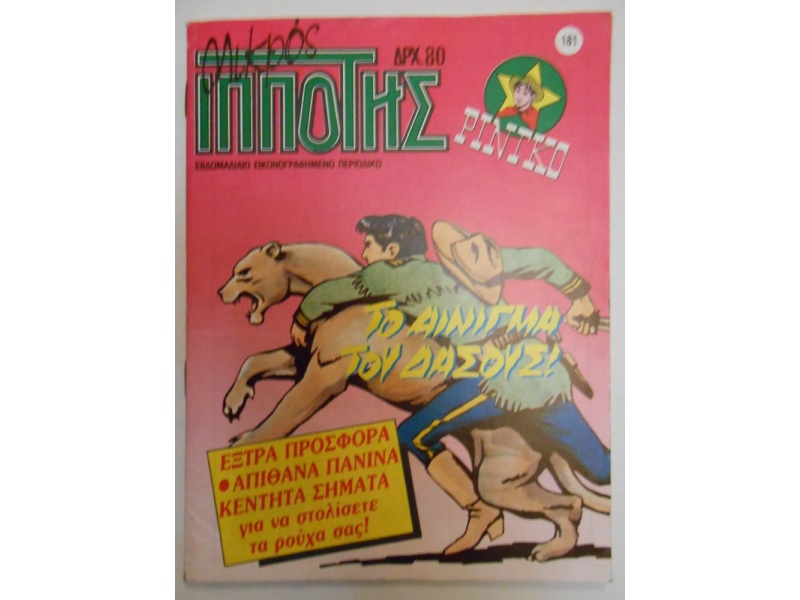 Μικρός
ΔΡΧ. 80
181
ΙΠΠΟΤΗΣ
ΡΙΝΓΚΟ
ΕΒΔΟΜΑΔΙΑΙΟ ΕΙΚΟΝΟΓΡΑΦΗΜΕΝΟ ΠΕΡΙΟΔΙΚΟ
ΤΟ ΑΙΝΙΓΜΑ
ΤΟΥ ΔΑΣΟΥΣ!
ΕΞΤΡΑ ΠΡΟΣΦΟΡΑ
• ΑΠΙΘΑΝΑ ΠΑΝΙΝΑ
ΚΕΝΤΗΤΑ ΣΗΜΑΤΑ
για να στολίσετε
τα ρούχα σας!